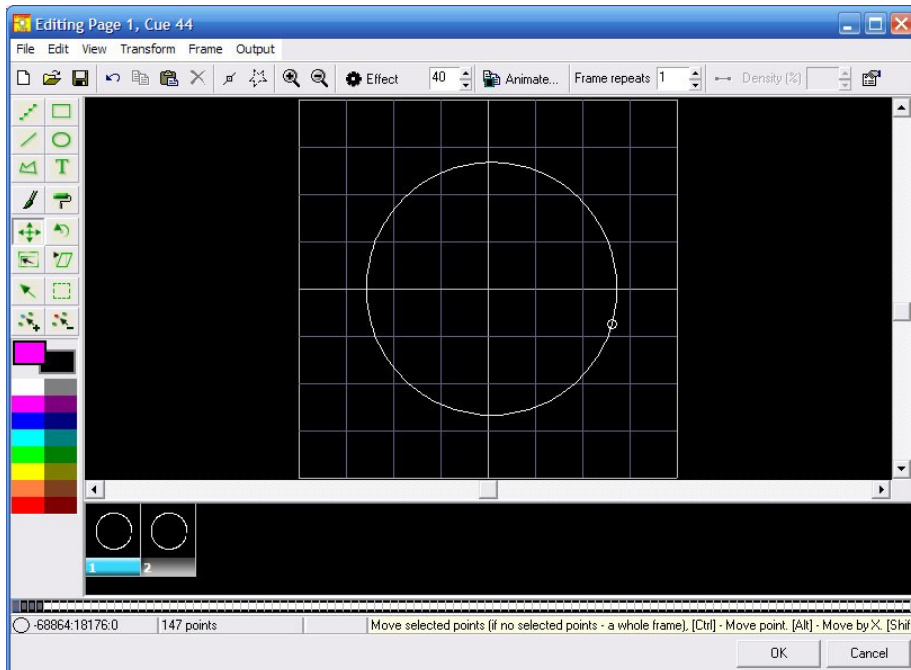 Editing Page 1, Cue 44
File Edit View Transform Frame Output
Effect 40 Animate... Frame repeats 1 Density (%)
T
1 2
-68864:18176:0 147 points Move selected points (if no selected points - a whole frame), [Ctrl] - Move point. [Alt] - Move by X. [Shif
OK Cancel